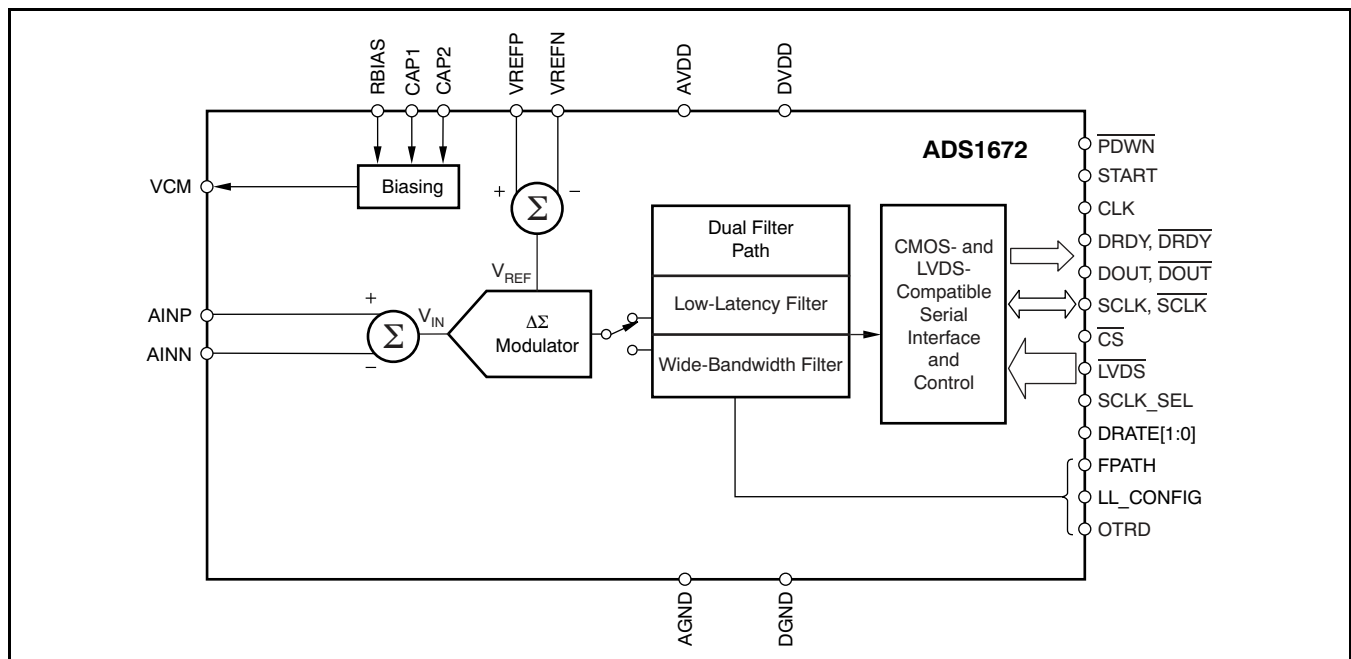 RBIAS
CAP1
CAP2
VREFP
VREFN
AVDD
DVDD
ADS1672
VCM
Biasing
+
−
Σ
VREF
AINP
AINN
+
−
Σ
VIN
ΔΣ
Modulator
Dual Filter
Path
Low-Latency Filter
Wide-Bandwidth Filter
CMOS- and
LVDS-
Compatible
Serial
Interface
and
Control
PDWN
START
CLK
DRDY, DRDY
DOUT, DOUT
SCLK, SCLK
CS
LVDS
SCLK_SEL
DRATE[1:0]
FPATH
LL_CONFIG
OTRD
AGND
DGND